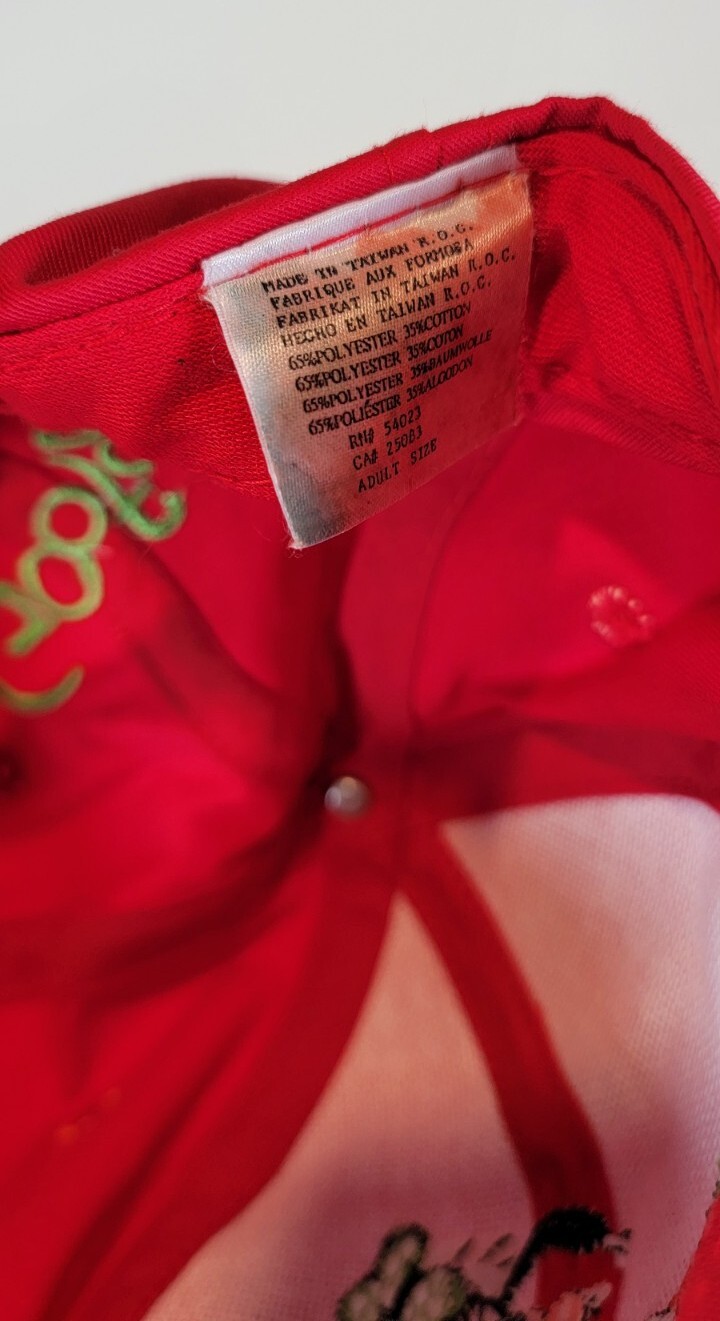 MADE IN TAIWAN R.O.C.
FABRIQUE AUX FORMOSA
FABRIKAT IN TAIWAN R.O.C.
HECHO EN TAIWAN R.O.C.
65%POLYESTER 35%COTTON
65%POLYESTER 35%COTON
65%POLYESTER 35%BAUMWOLLE
65%POLIÉSTER 35%ALGODON
RN# 54023
CA# 25083
ADULT SIZE